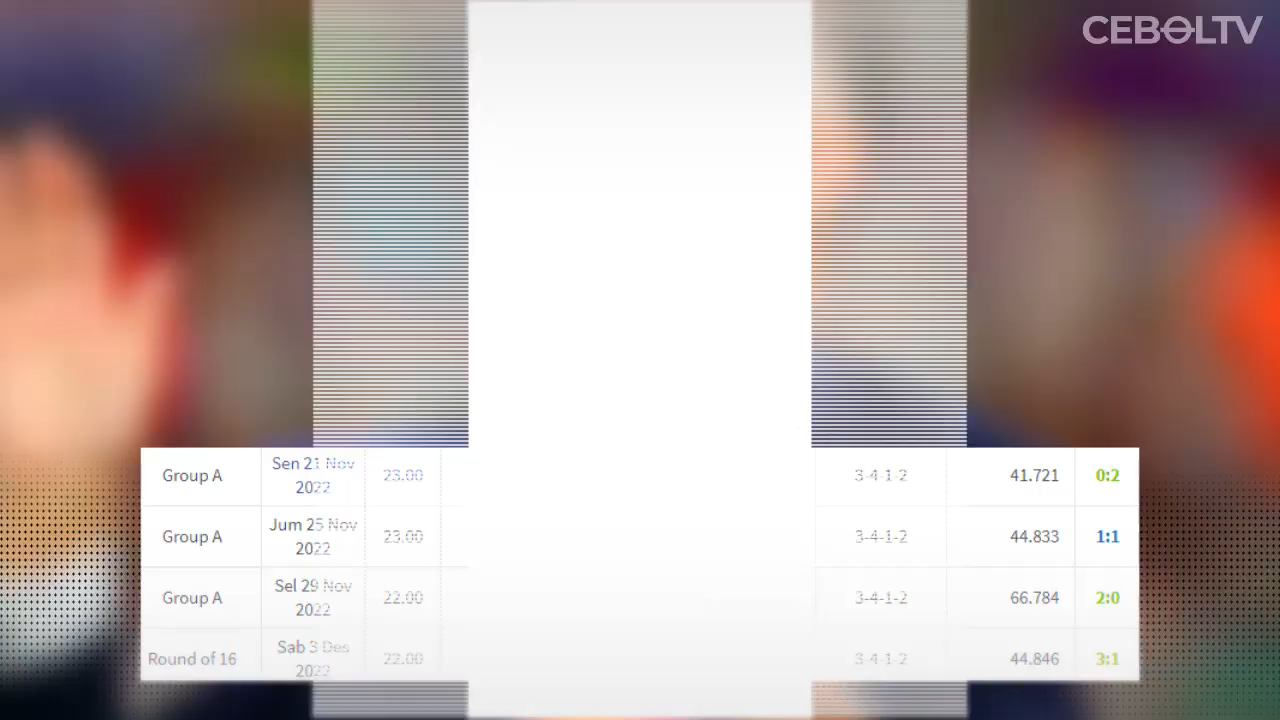 CEBOLTV
Group A Sen 21 Nov 2022 23.00 3-4-1-2 41.721 0:2
Group A Jum 25 Nov 2022 23.00 3-4-1-2 44.833 1:1
Group A Sel 29 Nov 2022 22.00 3-4-1-2 66.784 2:0
Round of 16 Sab 3 Des 2022 22.00 3-4-1-2 44.846 3:1